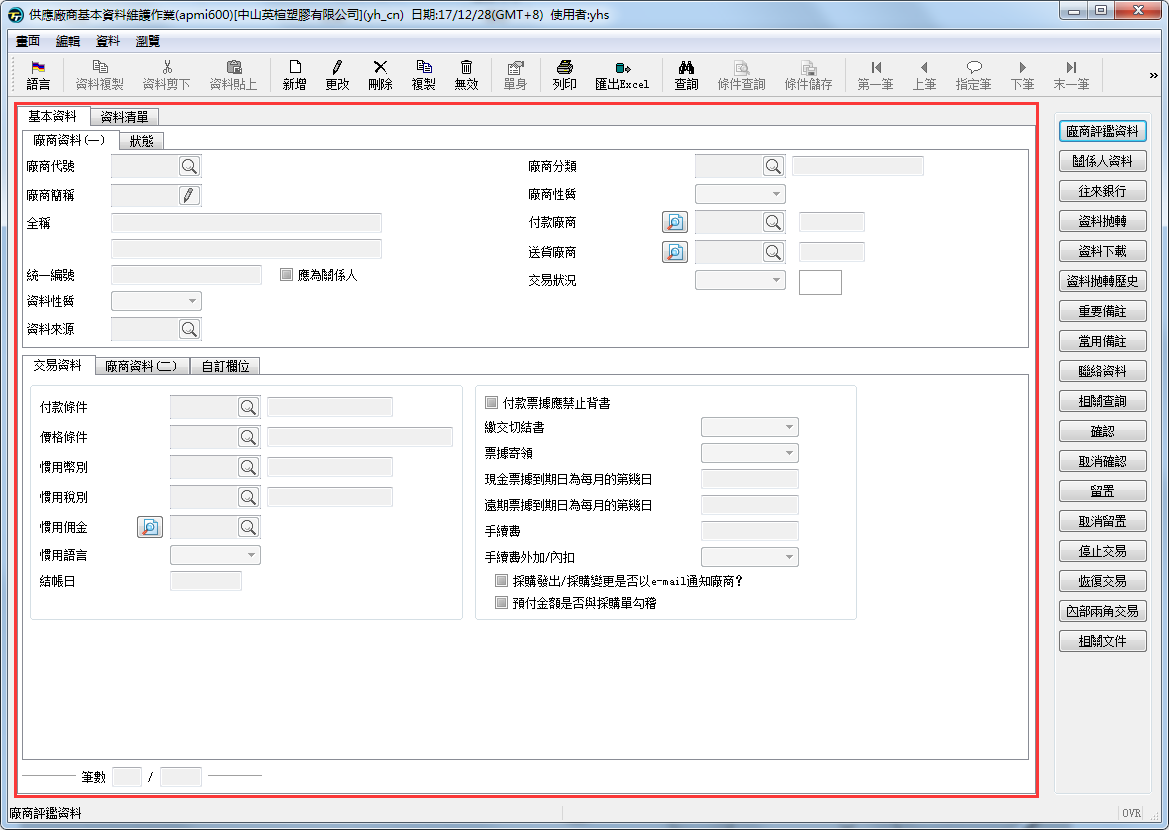 供應廠商基本資料維護作業(apmi600)[中山英楦塑膠有限公司](yh_cn) 日期:17/12/28(GMT+8) 使用者:yhs
畫面 編輯 資料 瀏覽
語言 資料複製 資料剪下 資料貼上 新增 更改 刪除 複製 無效 單身 列印 匯出Excel 查詢 條件查詢 條件儲存 第一筆 上筆 指定筆 下筆 末一筆 »
基本資料 資料清單
廠商資料(一) 狀態
廠商代號
廠商簡稱
全稱
統一編號 應為關係人
資料性質
資料來源
廠商分類
廠商性質
付款廠商
送貨廠商
交易狀況
交易資料 廠商資料(二) 自訂欄位
付款條件
價格條件
慣用幣別
慣用稅別
慣用佣金
慣用語言
結帳日
付款票據應禁止背書
繳交切結書
票據寄領
現金票據到期日為每月的第幾日
遠期票據到期日為每月的第幾日
手續費
手續費外加/內扣
採購發出/採購變更是否以e-mail通知廠商?
預付金額是否與採購單勾稽
筆數 /
廠商評鑑資料
關係人資料
往來銀行
資料拋轉
資料下載
資料拋轉歷史
重要備註
常用備註
聯絡資料
相關查詢
確認
取消確認
留置
取消留置
停止交易
恢復交易
內部兩角交易
相關文件
廠商評鑑資料 OVR